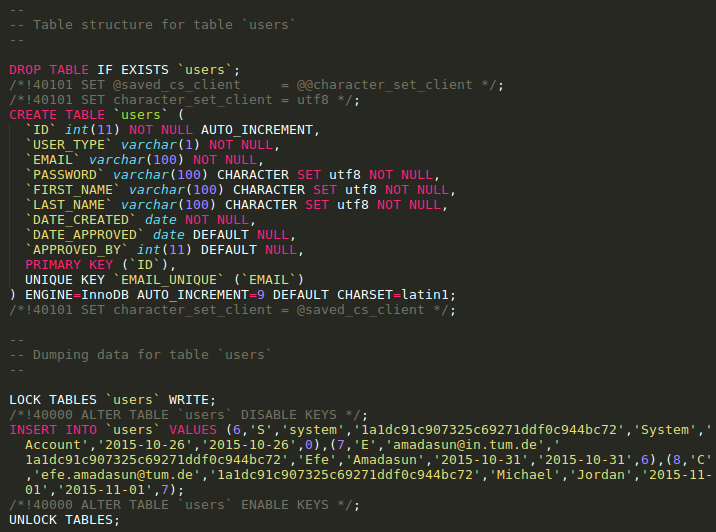 --
-- Table structure for table `users`
--
DROP TABLE IF EXISTS `users`;
/*!40101 SET @saved_cs_client     = @@character_set_client */;
/*!40101 SET character_set_client = utf8 */;
CREATE TABLE `users` (
  `ID` int(11) NOT NULL AUTO_INCREMENT,
  `USER_TYPE` varchar(1) NOT NULL,
  `EMAIL` varchar(100) NOT NULL,
  `PASSWORD` varchar(100) CHARACTER SET utf8 NOT NULL,
  `FIRST_NAME` varchar(100) CHARACTER SET utf8 NOT NULL,
  `LAST_NAME` varchar(100) CHARACTER SET utf8 NOT NULL,
  `DATE_CREATED` date NOT NULL,
  `DATE_APPROVED` date DEFAULT NULL,
  `APPROVED_BY` int(11) DEFAULT NULL,
  PRIMARY KEY (`ID`),
  UNIQUE KEY `EMAIL_UNIQUE` (`EMAIL`)
) ENGINE=InnoDB AUTO_INCREMENT=9 DEFAULT CHARSET=latin1;
/*!40101 SET character_set_client = @saved_cs_client */;
--
-- Dumping data for table `users`
--
LOCK TABLES `users` WRITE;
/*!40000 ALTER TABLE `users` DISABLE KEYS */;
INSERT INTO `users` VALUES (6,'S','system','1a1dc91c907325c69271ddf0c944bc72','System','
Account','2015-10-26','2015-10-26',0),(7,'E','amadasun@in.tum.de','
1a1dc91c907325c69271ddf0c944bc72','Efe','Amadasun','2015-10-31','2015-10-31',6),(8,'C'
,'efe.amadasun@tum.de','1a1dc91c907325c69271ddf0c944bc72','Michael','Jordan','2015-11-
01','2015-11-01',7);
/*!40000 ALTER TABLE `users` ENABLE KEYS */;
UNLOCK TABLES;